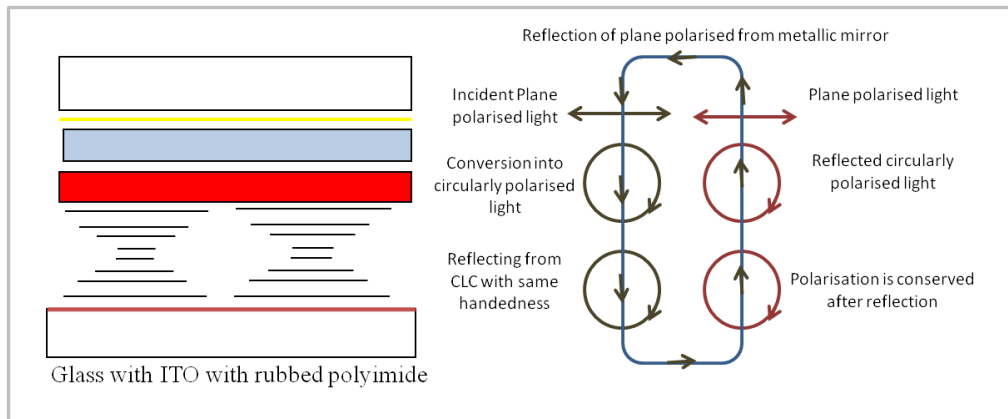 Reflection of plane polarised from metallic mirror
Incident Plane
polarised light
Plane polarised light
Conversion into
circularly polarised
light
Reflected circularly
polarised light
Reflecting from
CLC with same
handedness
Polarisation is conserved
after reflection
Glass with ITO with rubbed polyimide